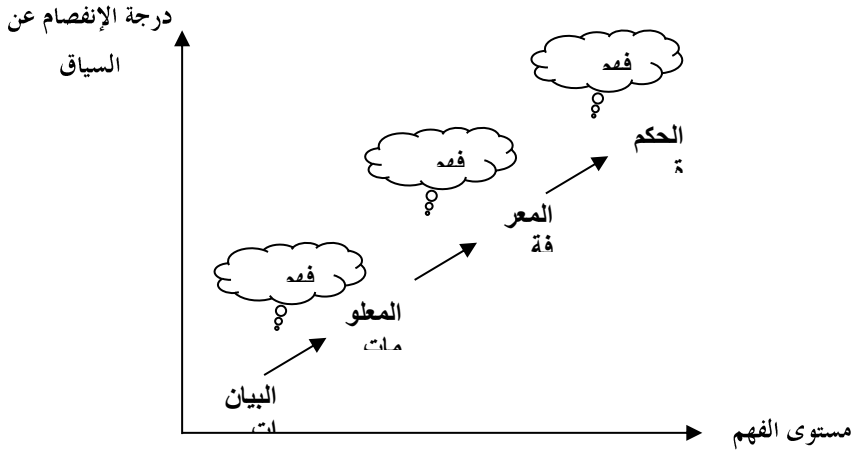 درجة الإنفصام عن
السياق
فهم
الحكم
ة
فهم
المعر
فة
فهم
المعلو
مات
البيان
ات
مستوى الفهم